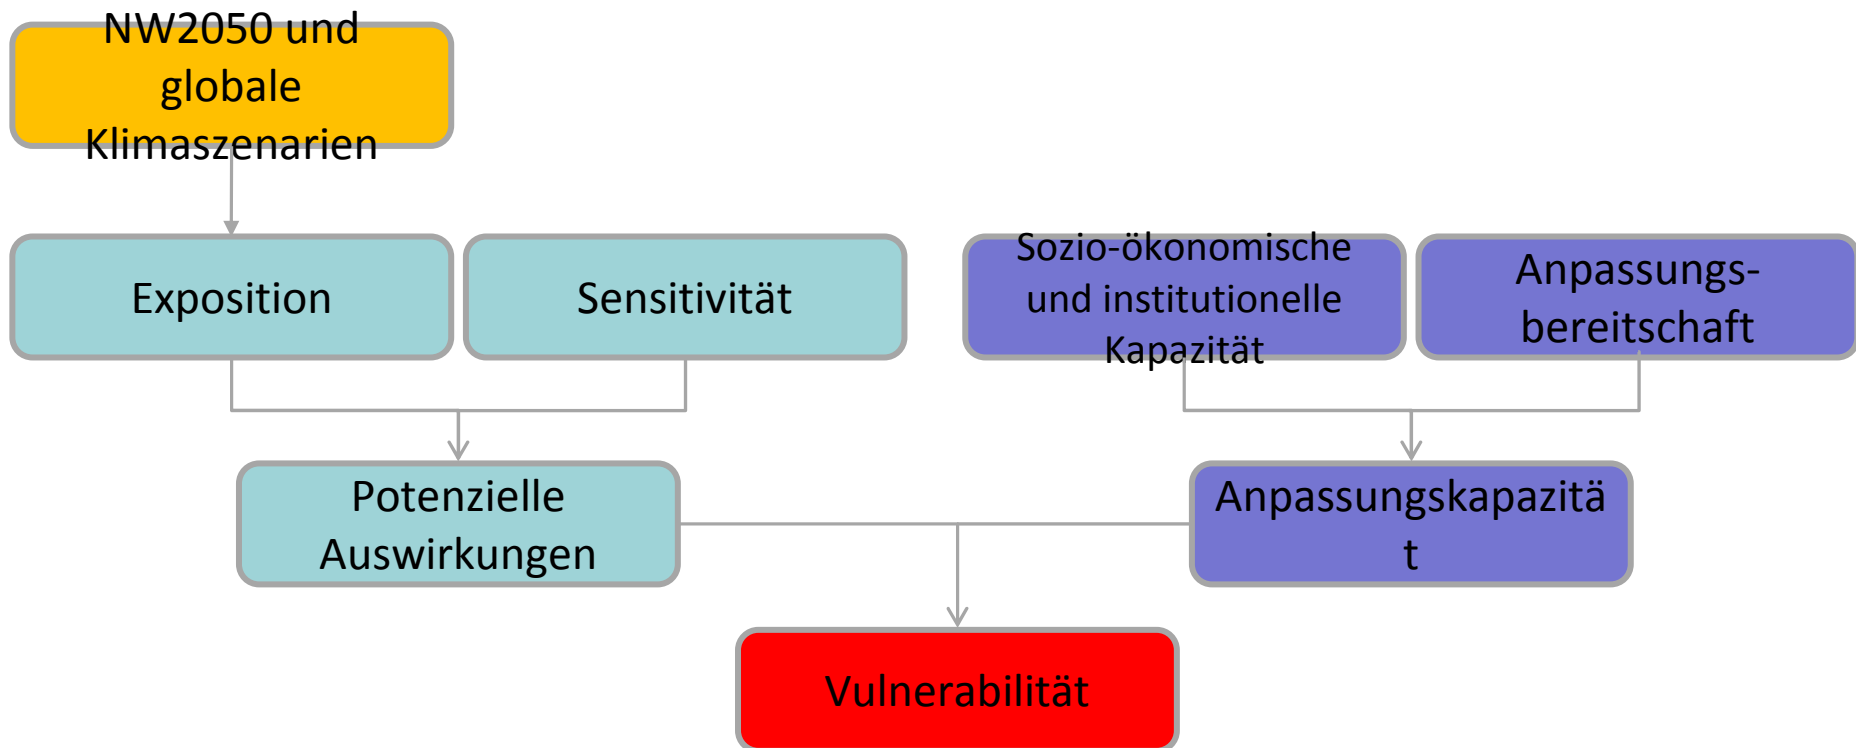 NW2050 und
globale
Klimaszenarien
Exposition
Sensitivität
Sozio-ökonomische
und institutionelle
Kapazität
Anpassungs-
bereitschaft
Potenzielle
Auswirkungen
Anpassungskapazitä
t
Vulnerabilität